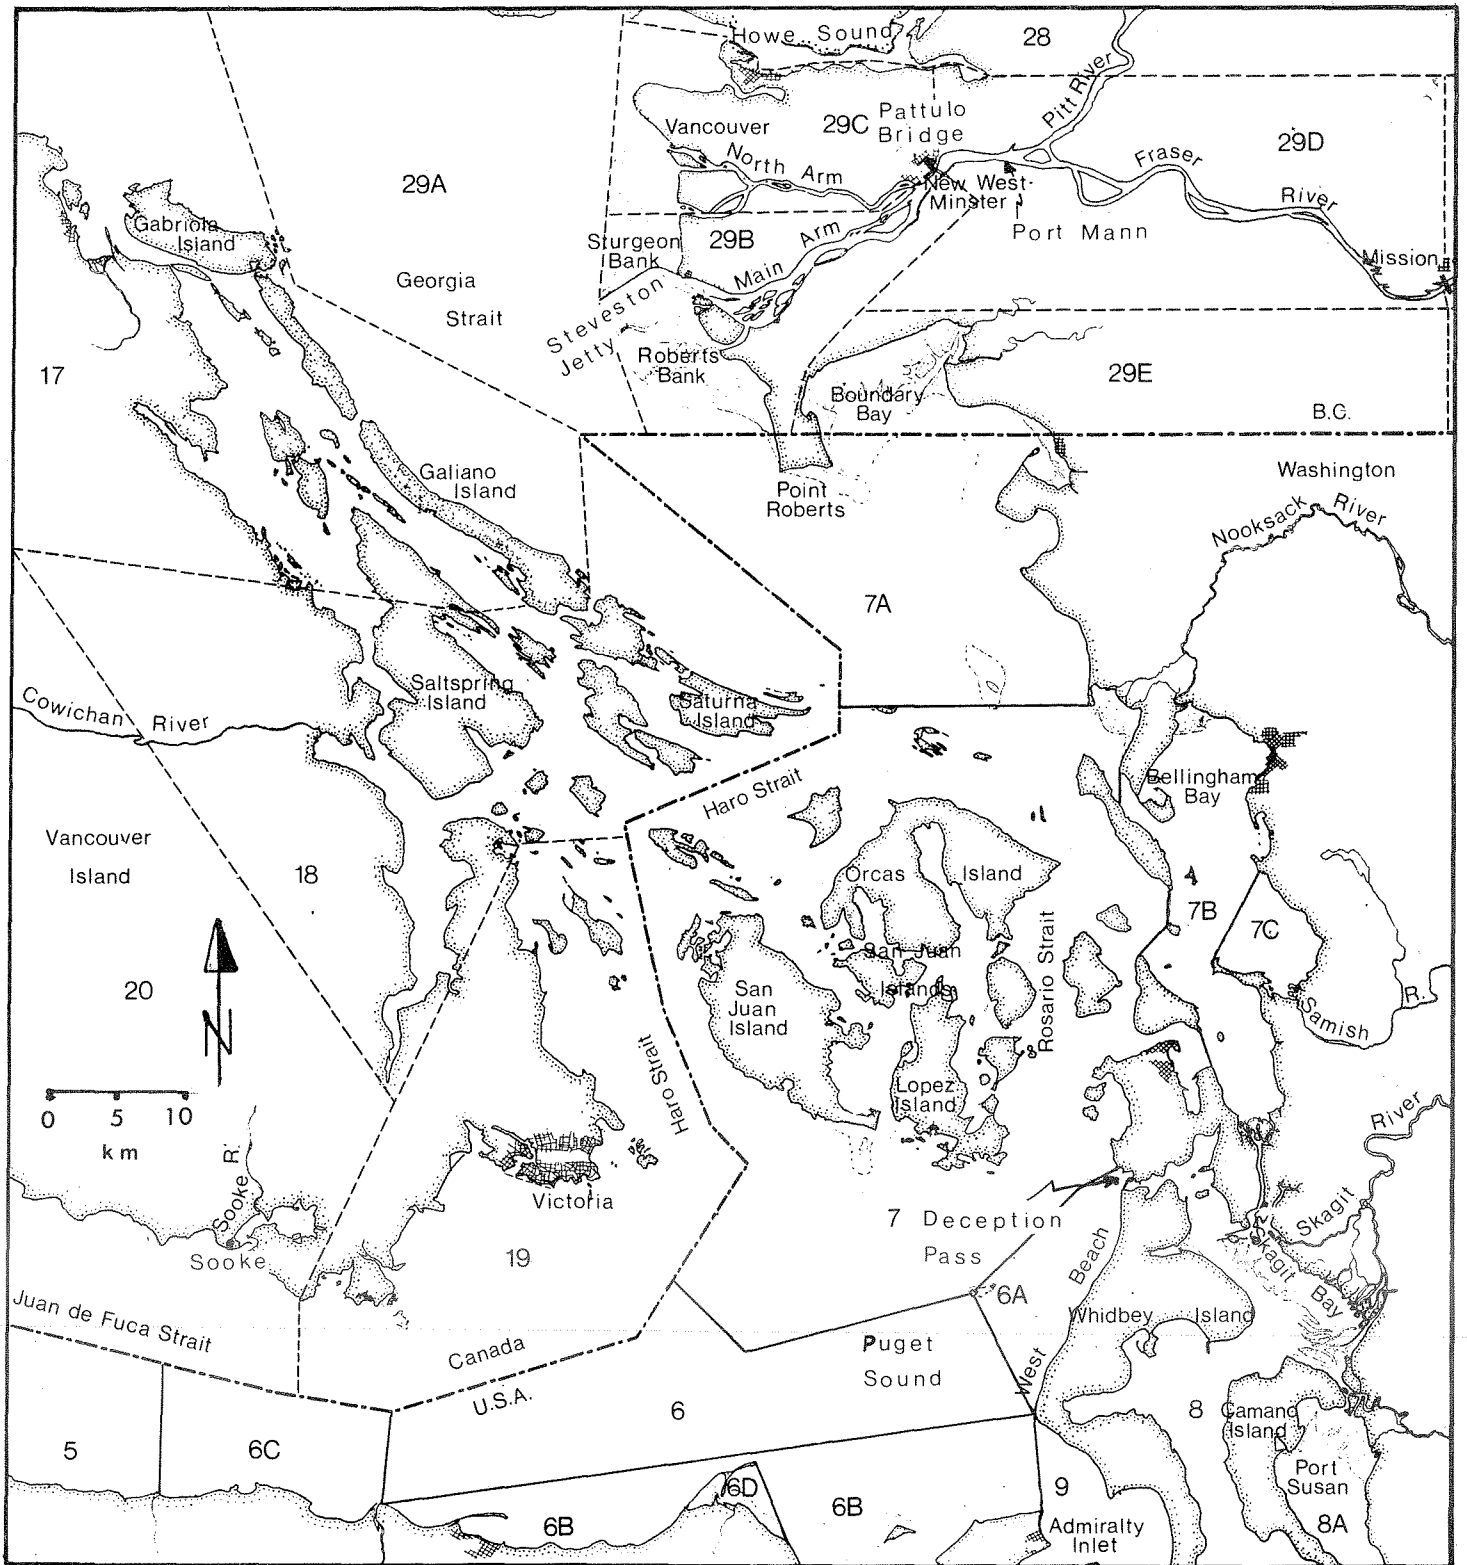 Howe Sound
28
Pitt River
Pattulo
Bridge
29C
Vancouver
29D
North Arm
Fraser
River
29A
New West-
Minster
Gabriola
Island
Sturgeon
Bank
29B
Main Arm
Port Mann
Mission
Georgia
Strait
Steveston
Jetty
Roberts
Bank
17
29E
Boundary
Bay
B.C.
Galiano
Island
Washington
Point
Roberts
Nooksack River
7A
Saltspring
Island
Saturna
Island
Cowichan River
Haro Strait
Bellingham
Bay
Vancouver
Island
18
Orcas Island
7B
7C
20
San Juan
Islands
San
Juan
Island
Rosario Strait
Samish R.
N
Haro Strait
Lopez
Island
0 5 10
km
River
Skagit
Sooke R.
Victoria
Sooke
7
Deception
Pass
19
Beach
West
Skagit Bay
6A
Whidbey Island
Juan de Fuca Strait
Canada
U.S.A.
Puget
Sound
6
8
Camano
Island
5
6C
Port
Susan
6D
6B
6B
9
8A
Admiralty
Inlet